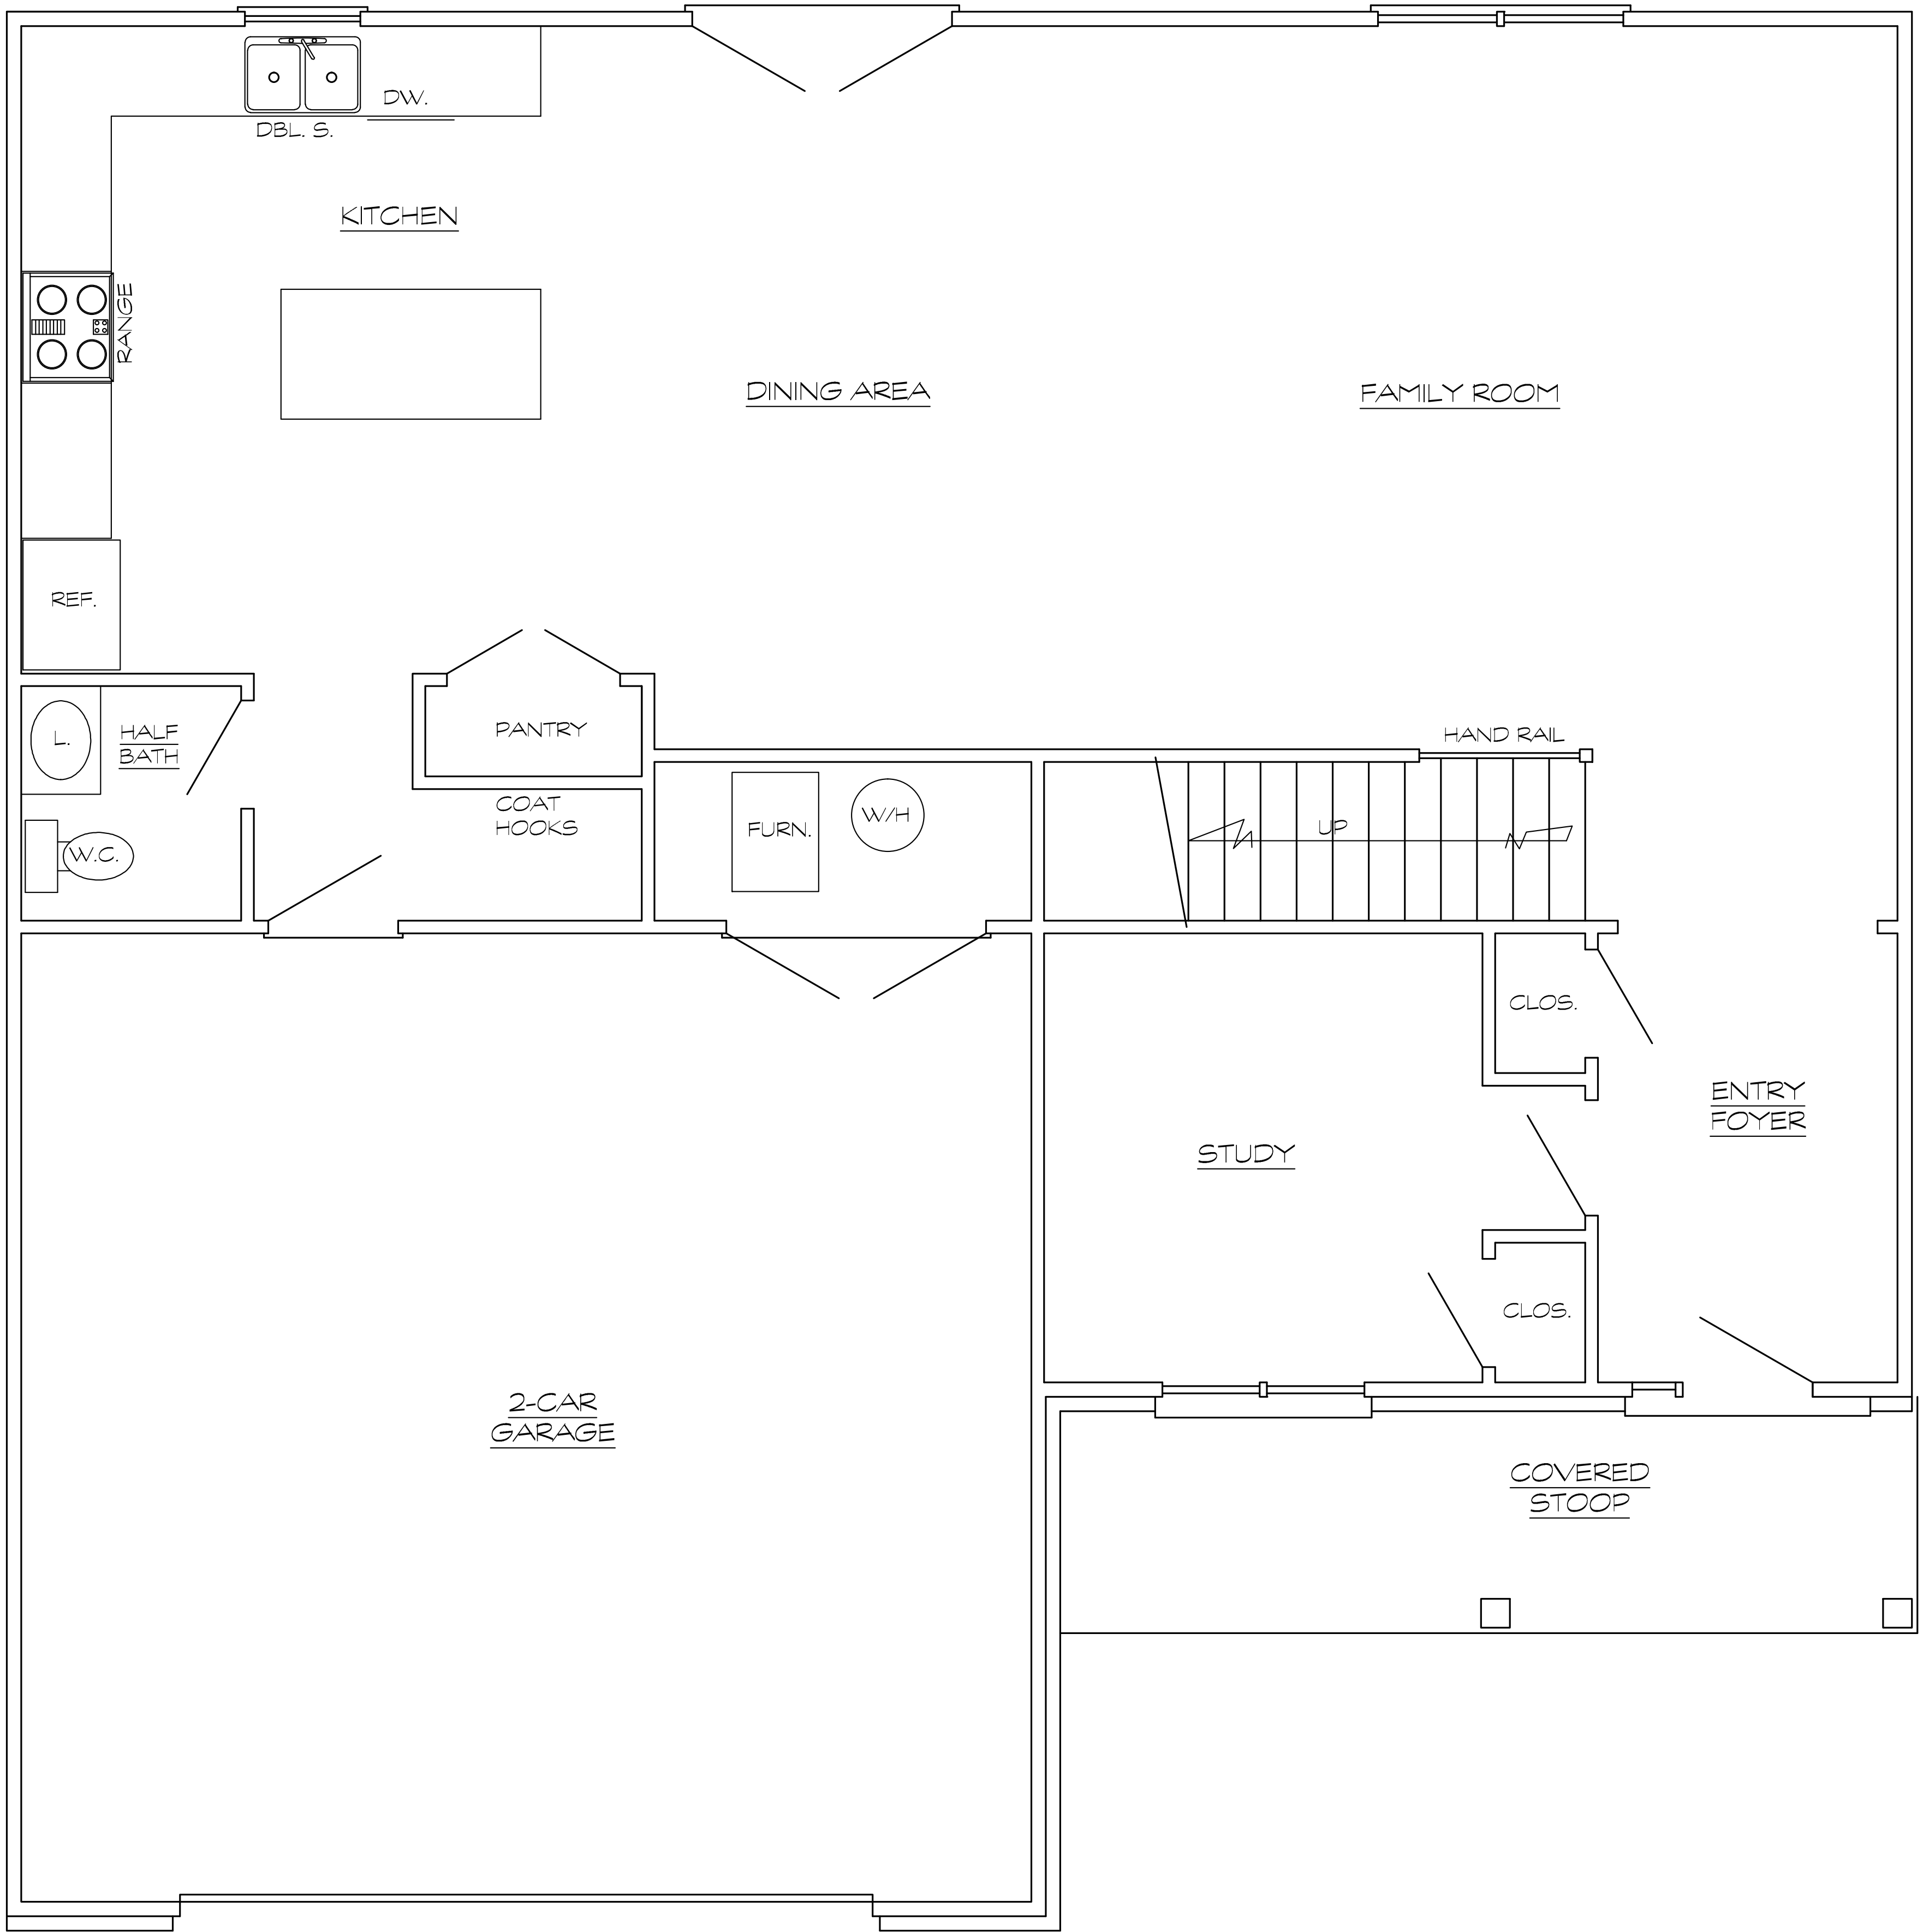 DW.
DBL. S.
KITCHEN
RANGE
DINING AREA
FAMILY ROOM
REF.
L.
HALF
BATH
PANTRY
HAND RAIL
COAT
HOOKS
W.C.
FURN.
W/H
UP
CLOS.
ENTRY
FOYER
STUDY
CLOS.
2-CAR
GARAGE
COVERED
STOOP